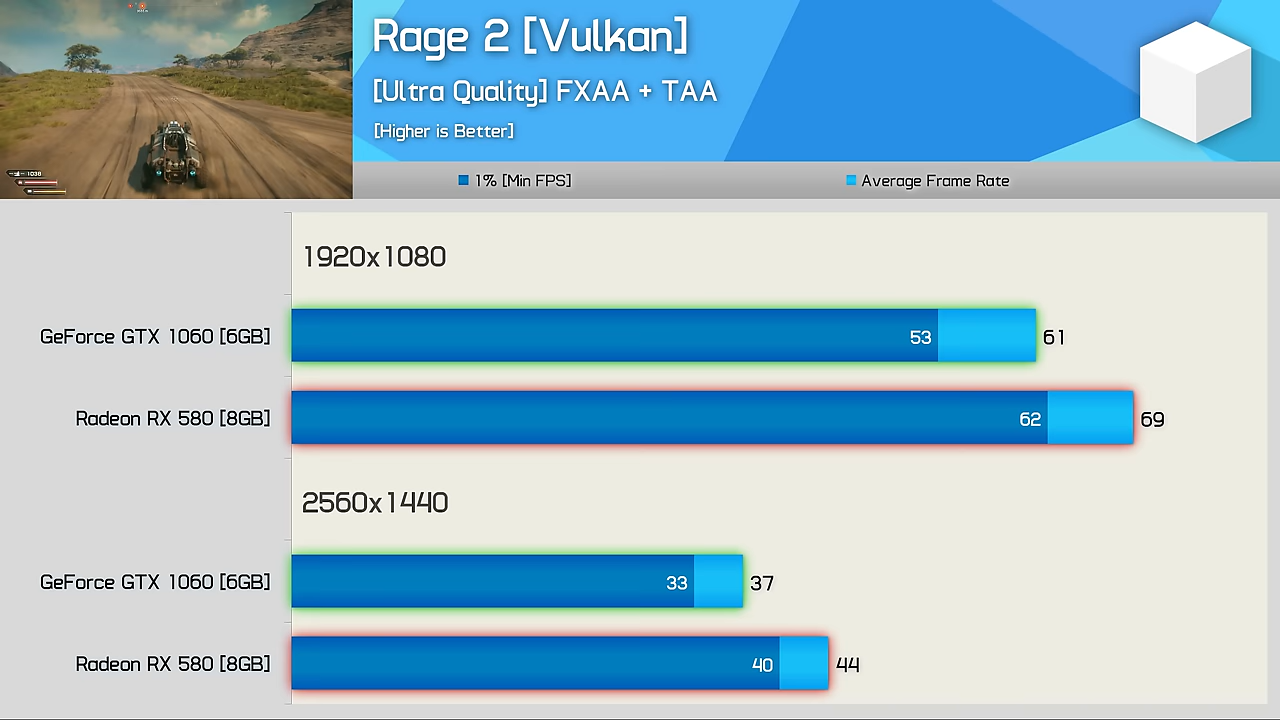 Rage 2 [Vulkan]
[Ultra Quality] FXAA + TAA
[Higher is Better]
1038
1% [Min FPS]
Average Frame Rate
1920x1080
GeForce GTX 1060 [6GB]
53
61
Radeon RX 580 [8GB]
62
69
2560x1440
GeForce GTX 1060 [6GB]
33
37
Radeon RX 580 [8GB]
40
44